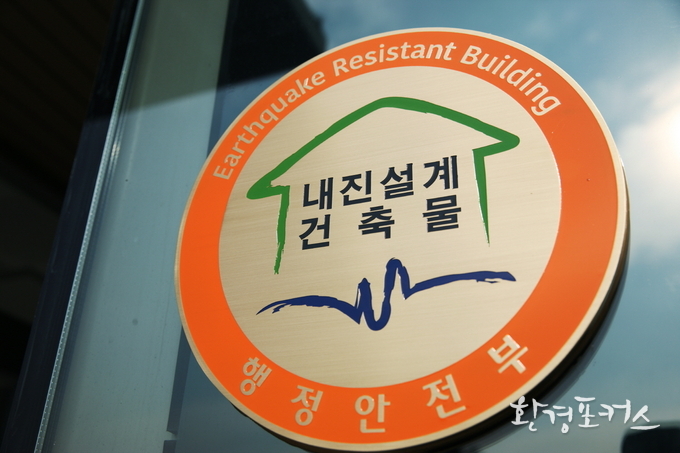 Earthquake Resistant Building
내진설계
건축물
행정안전부
환경포커스